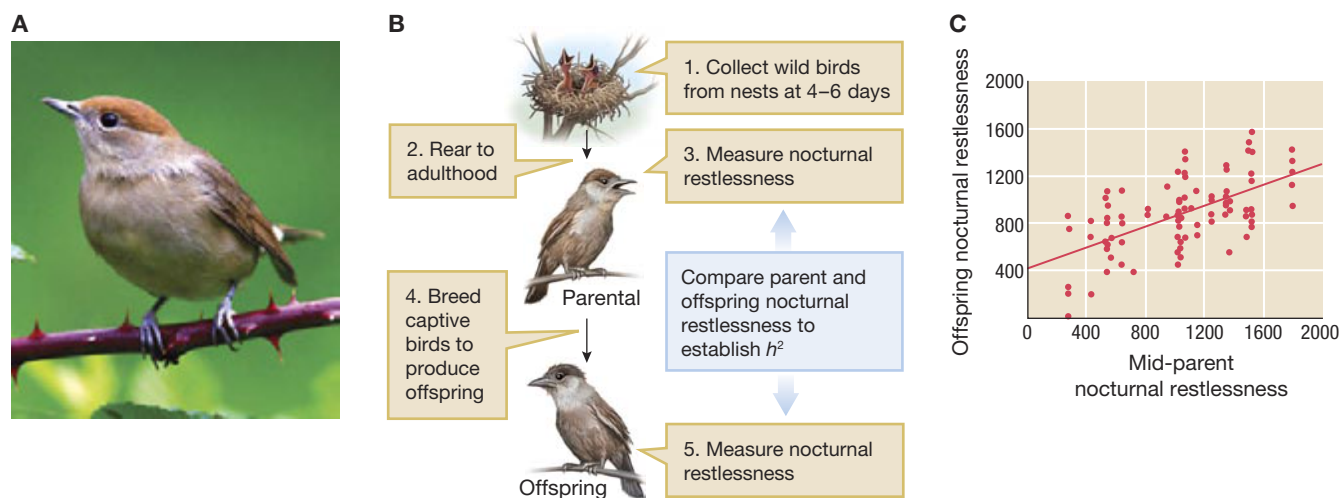 A
B
1. Collect wild birds
from nests at 4–6 days
2. Rear to
adulthood
3. Measure nocturnal
restlessness
Parental
Compare parent and
offspring nocturnal
restlessness to
establish h²
4. Breed
captive
birds to
produce
offspring
5. Measure nocturnal
restlessness
Offspring
C
Offspring nocturnal restlessness
2000
1600
1200
800
400
0 400 800 1200 1600 2000
Mid-parent
nocturnal restlessness